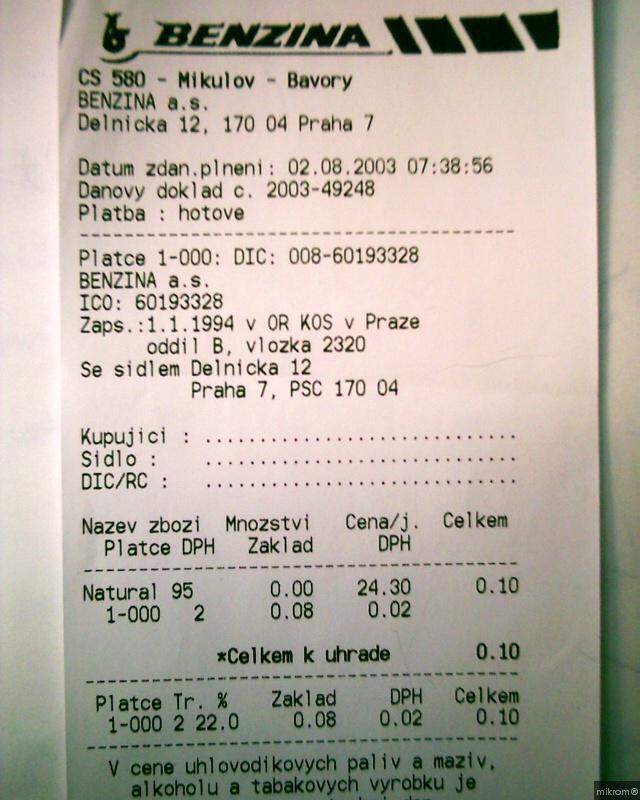 BENZINA
CS 580 - Mikulov - Bavory
BENZINA a.s.
Delnicka 12, 170 04 Praha 7
Datum zdan.plneni: 02.08.2003 07:38:56
Danovy doklad c. 2003-49248
Platba : hotove
----------------------------------------
Platce 1-000: DIC: 008-60193328
BENZINA a.s.
ICO: 60193328
Zaps.:1.1.1994 v OR KOS v Praze
oddil B, vlozka 2320
Se sidlem Delnicka 12
Praha 7, PSC 170 04
Kupujici : ............................
Sidlo : ............................
DIC/RC : ............................
Nazev zbozi Mnozstvi Cena/j. Celkem
Platce DPH Zaklad DPH
----------------------------------------
Natural 95 0.00 24.30 0.10
1-000 2 0.08 0.02
*Celkem k uhrade 0.10
----------------------------------------
Platce Tr. % Zaklad DPH Celkem
1-000 2 22.0 0.08 0.02 0.10
----------------------------------------
V cene uhlovodikovych paliv a maziv,
alkoholu a tabakovych vyrobku je
mikrom®